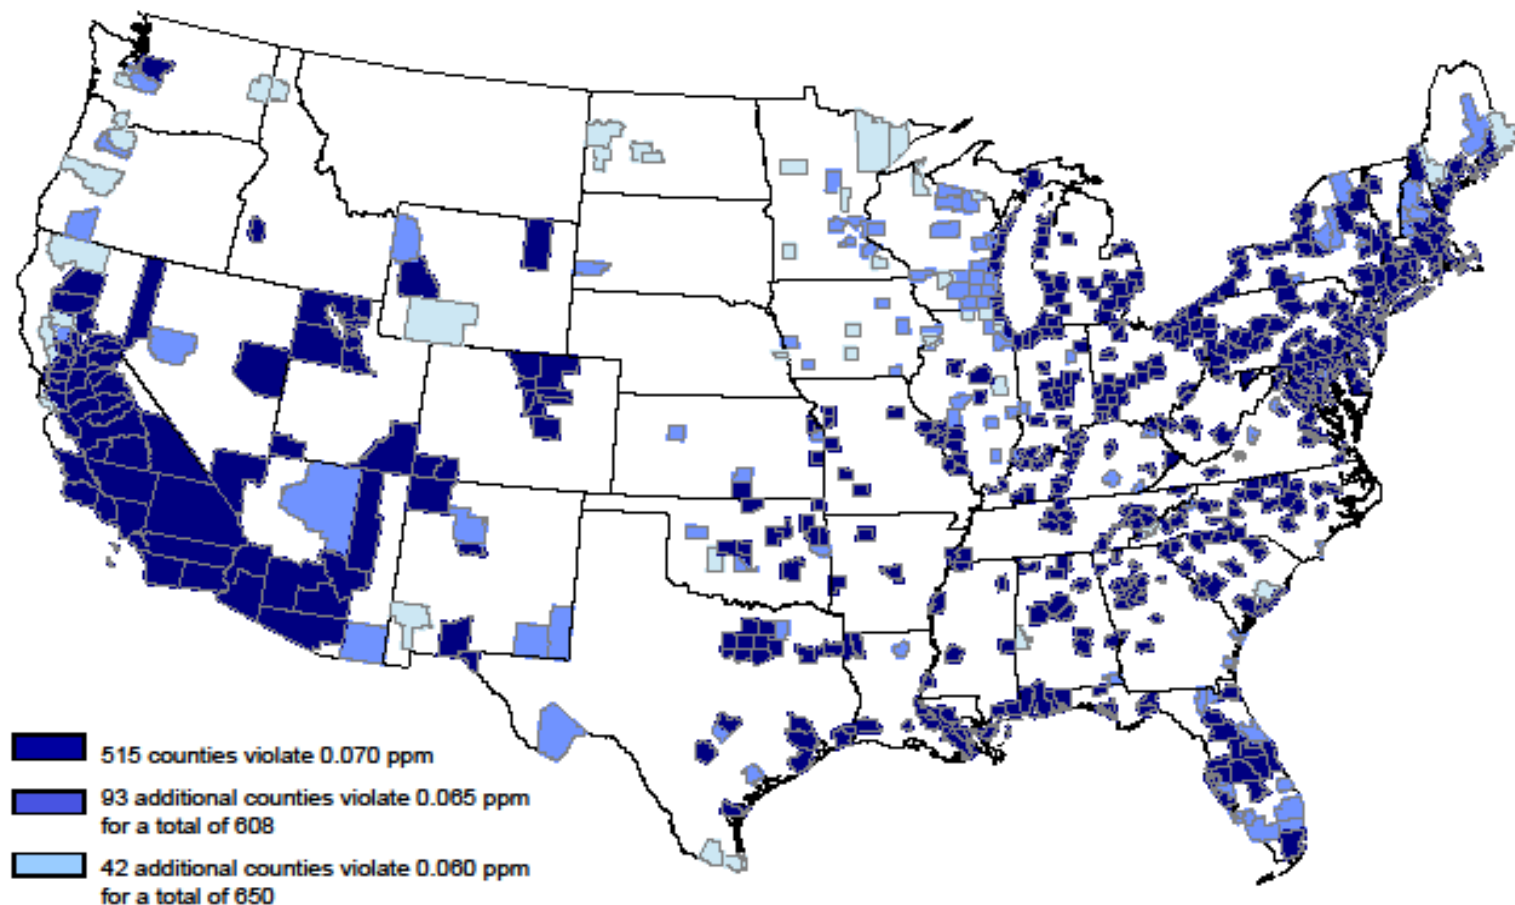 515 counties violate 0.070 ppm
93 additional counties violate 0.065 ppm
for a total of 608
42 additional counties violate 0.060 ppm
for a total of 650